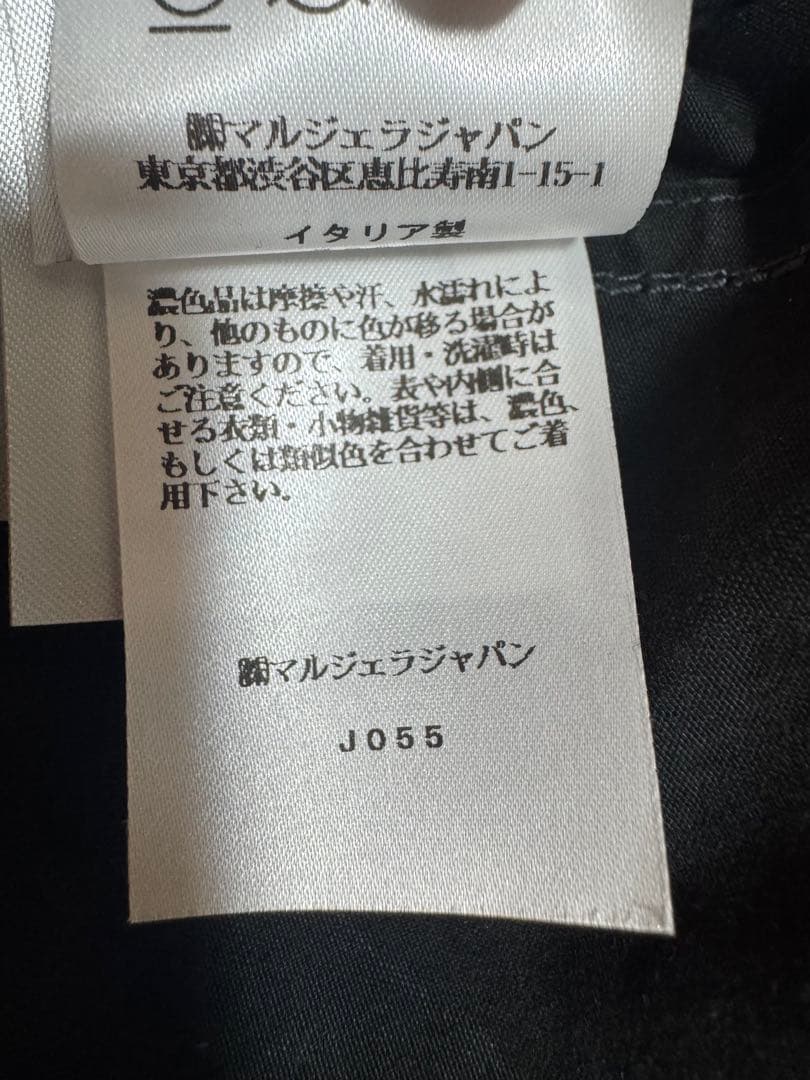 ㈱マルジェラジャパン
東京都渋谷区恵比寿南1-15-1
イタリア製
濃色品は摩擦や汗、水濡れによ
り、他のものに色が移る場合が
ありますので、着用・洗濯時は
ご注意ください。表や内側に合
せる衣類・小物雑貨等は、濃色、
もしくは類似色を合わせてご着
用下さい。
㈱マルジェラジャパン
J055